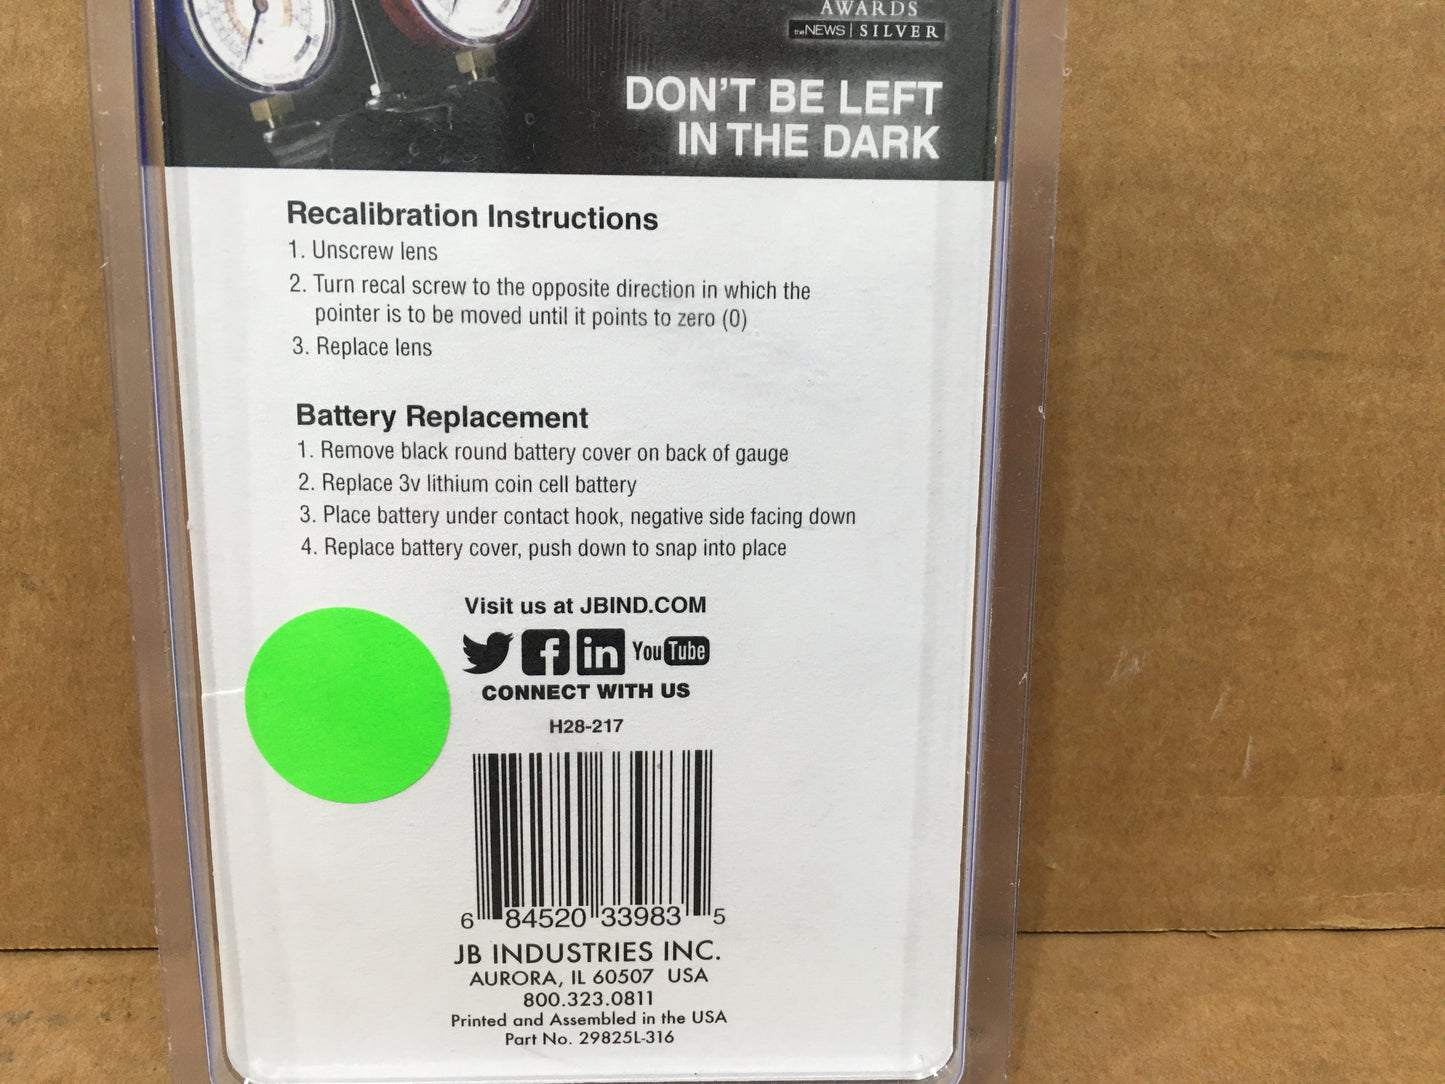 AWARDS
theNEWS | SILVER
DON'T BE LEFT
IN THE DARK
Recalibration Instructions
1. Unscrew lens
2. Turn recal screw to the opposite direction in which the
pointer is to be moved until it points to zero (0)
3. Replace lens
Battery Replacement
1. Remove black round battery cover on back of gauge
2. Replace 3v lithium coin cell battery
3. Place battery under contact hook, negative side facing down
4. Replace battery cover, push down to snap into place
Visit us at JBIND.COM
f in YouTube
CONNECT WITH US
H28-217
6 84520 33983 5
JB INDUSTRIES INC.
AURORA, IL 60507 USA
800.323.0811
Printed and Assembled in the USA
Part No. 29825L-316